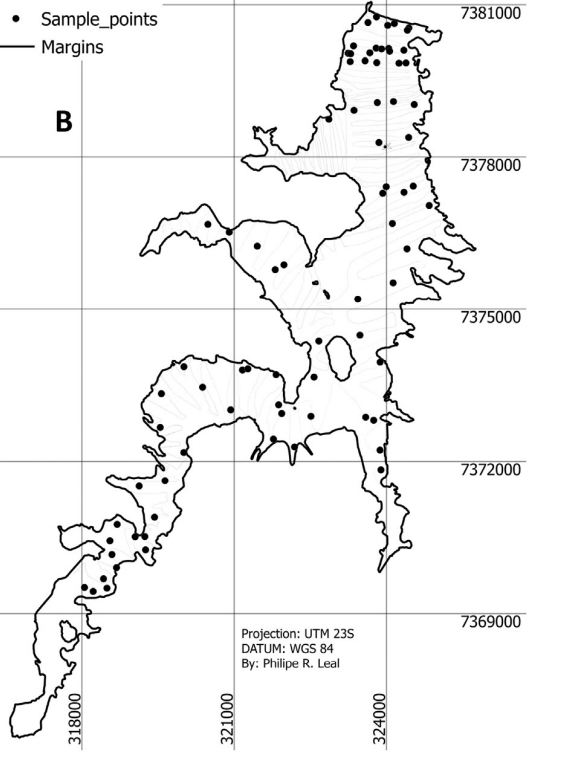 Sample_points
Margins
B
7381000
7378000
7375000
7372000
7369000
Projection: UTM 23S
DATUM: WGS 84
By: Philipe R. Leal
318000
321000
324000